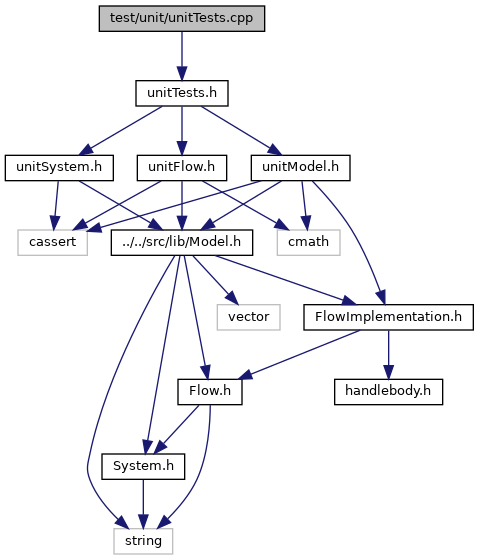 test/unit/unitTests.cpp
unitTests.h
unitSystem.h
unitFlow.h
unitModel.h
cassert
../../src/lib/Model.h
cmath
vector
FlowImplementation.h
Flow.h
handlebody.h
System.h
string